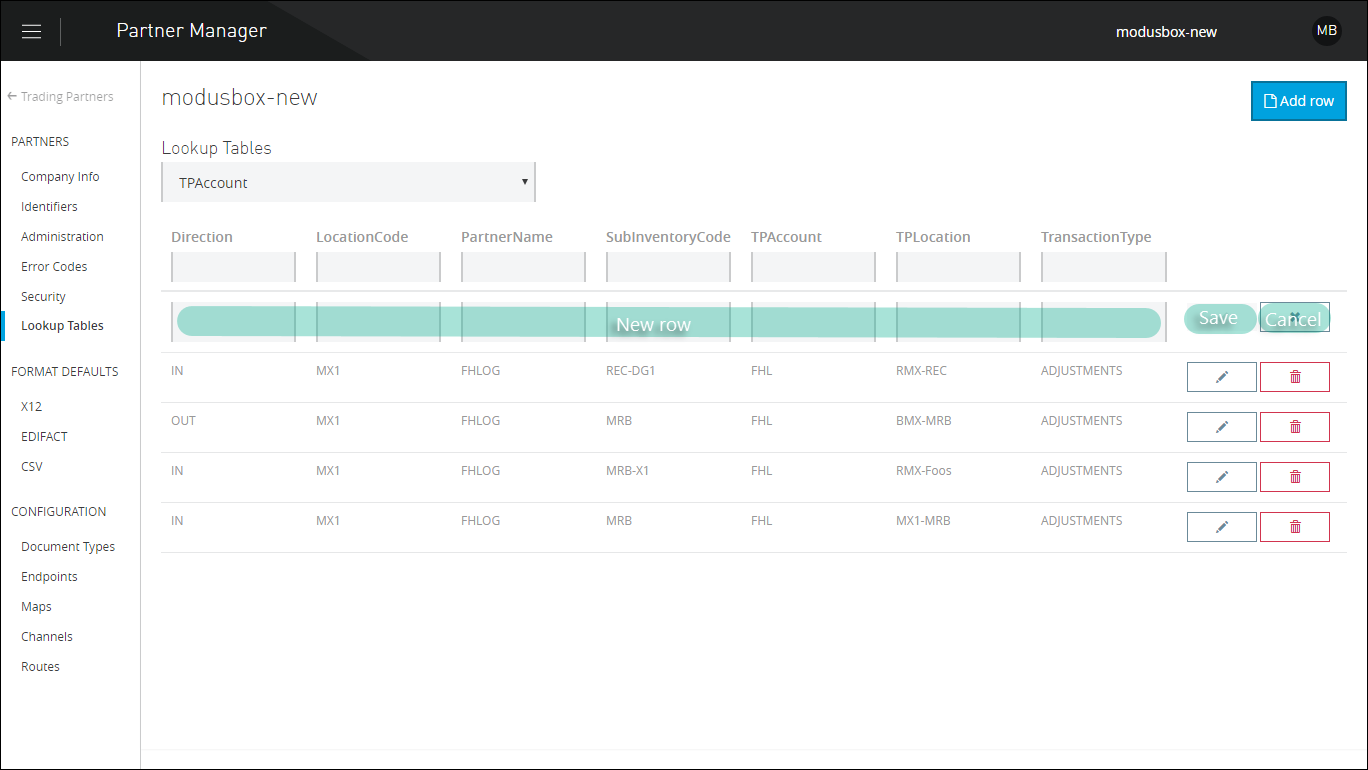 Partner Manager
modusbox-new
MB
Trading Partners
PARTNERS
Company Info
Identifiers
Administration
Error Codes
Security
Lookup Tables
FORMAT DEFAULTS
X12
EDIFACT
CSV
CONFIGURATION
Document Types
Endpoints
Maps
Channels
Routes
modusbox-new
Add row
Lookup Tables
TPAccount
Direction LocationCode PartnerName SubInventoryCode TPAccount TPLocation TransactionType
New row Save Cancel
IN MX1 FHLOG REC-DG1 FHL RMX-REC ADJUSTMENTS
OUT MX1 FHLOG MRB FHL BMX-MRB ADJUSTMENTS
IN MX1 FHLOG MRB-X1 FHL RMX-Foos ADJUSTMENTS
IN MX1 FHLOG MRB FHL MX1-MRB ADJUSTMENTS